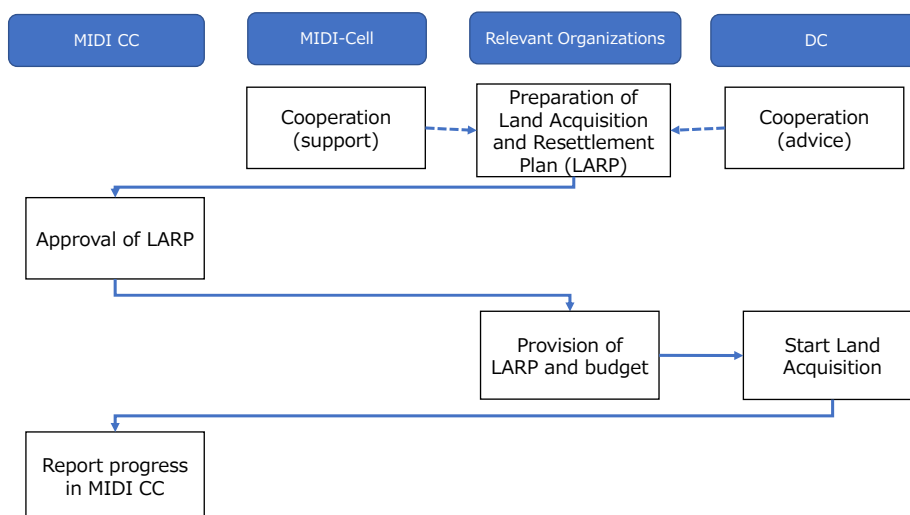 MIDI CC
MIDI-Cell
Relevant Organizations
DC
Cooperation
(support)
Preparation of
Land Acquisition
and Resettlement
Plan (LARP)
Cooperation
(advice)
Approval of LARP
Provision of
LARP and budget
Start Land
Acquisition
Report progress
in MIDI CC